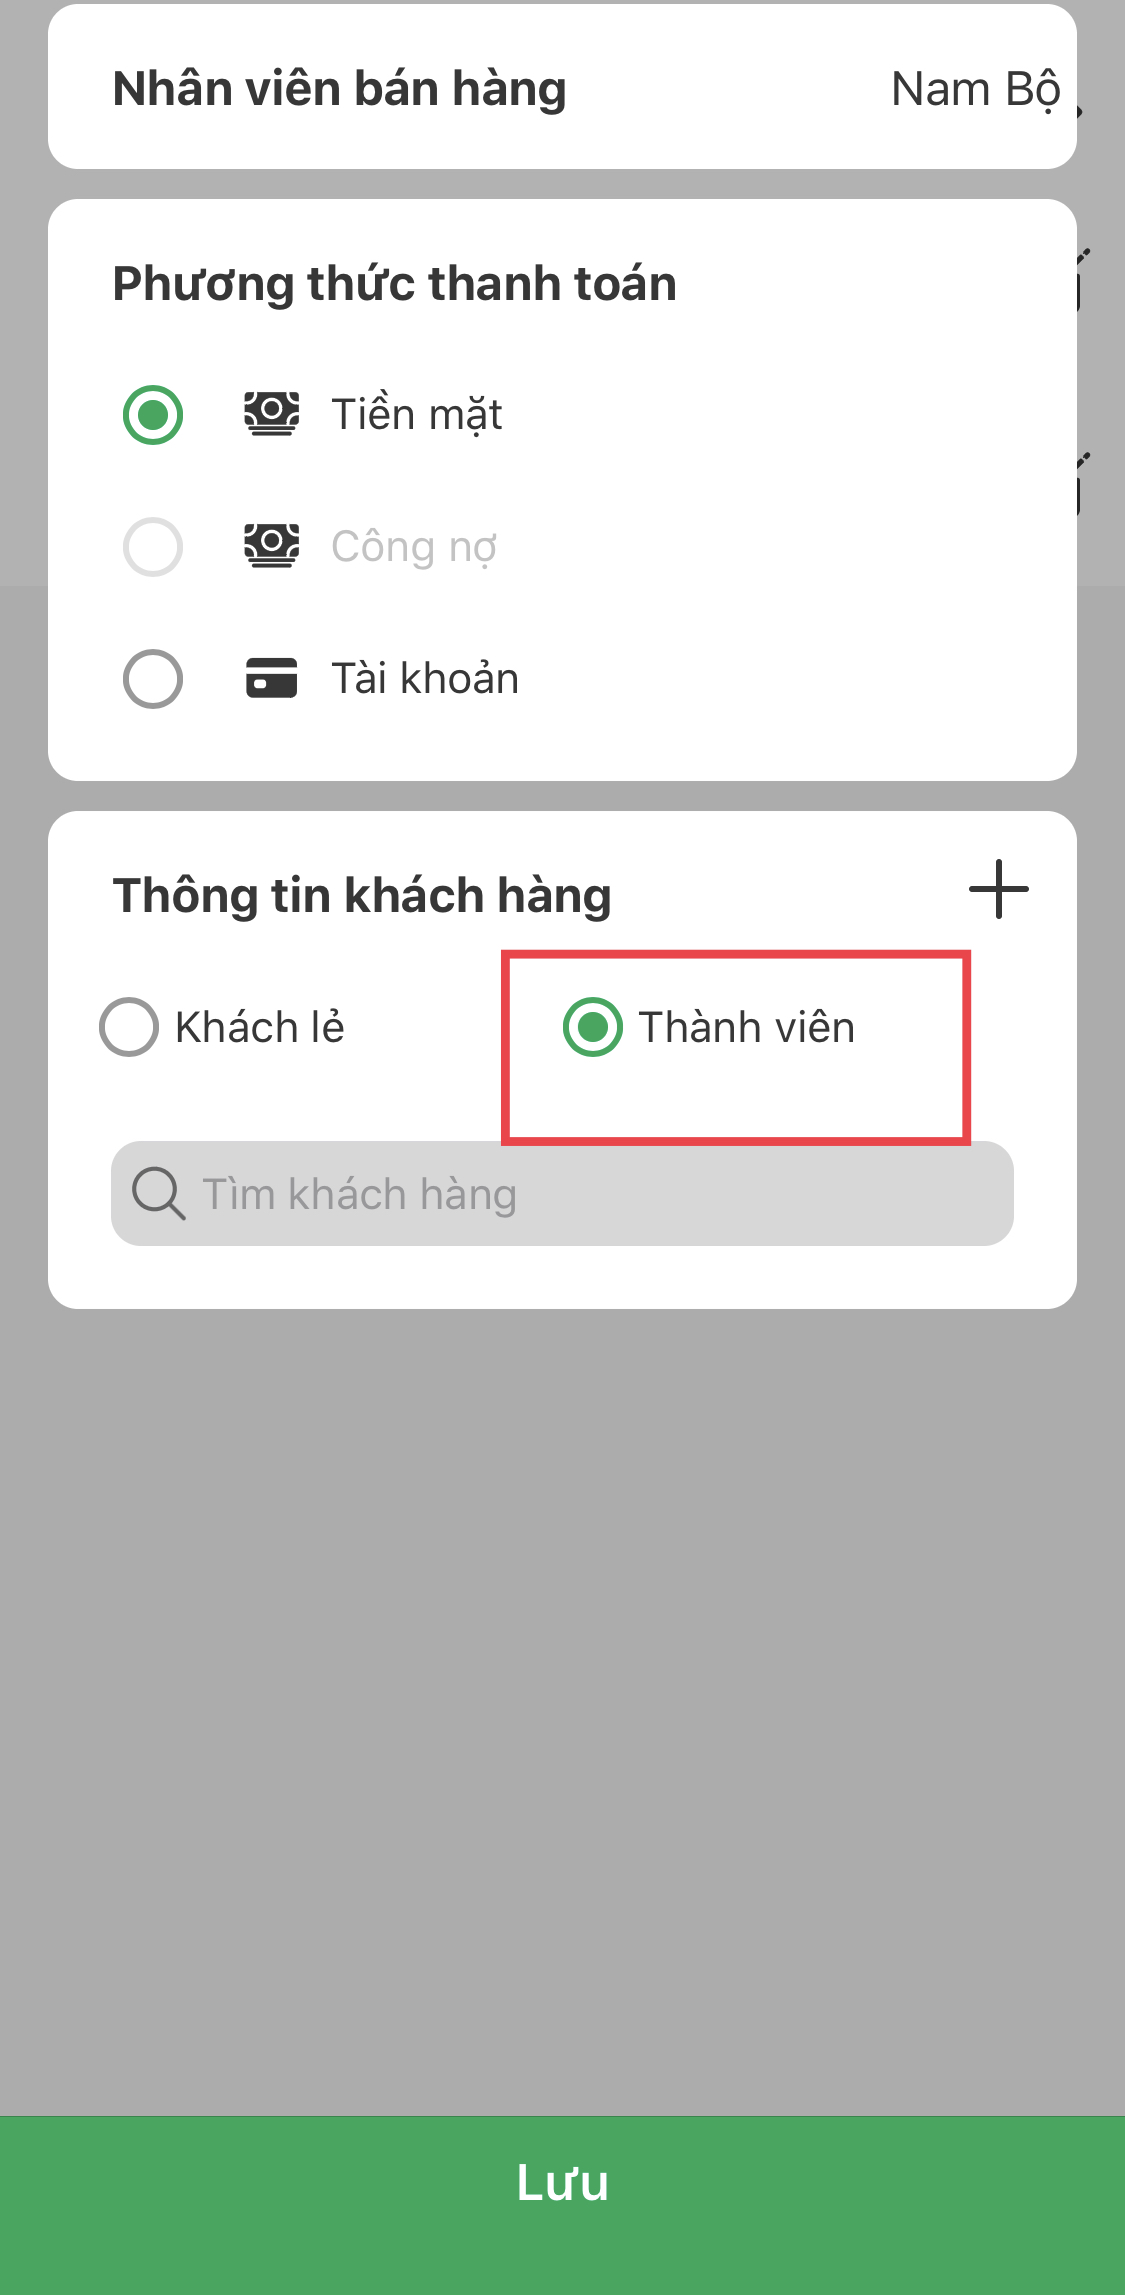 Nhân viên bán hàng Nam Bộ
Phương thức thanh toán
Tiền mặt
Công nợ
Tài khoản
Thông tin khách hàng
Khách lẻ Thành viên
Tìm khách hàng
Lưu